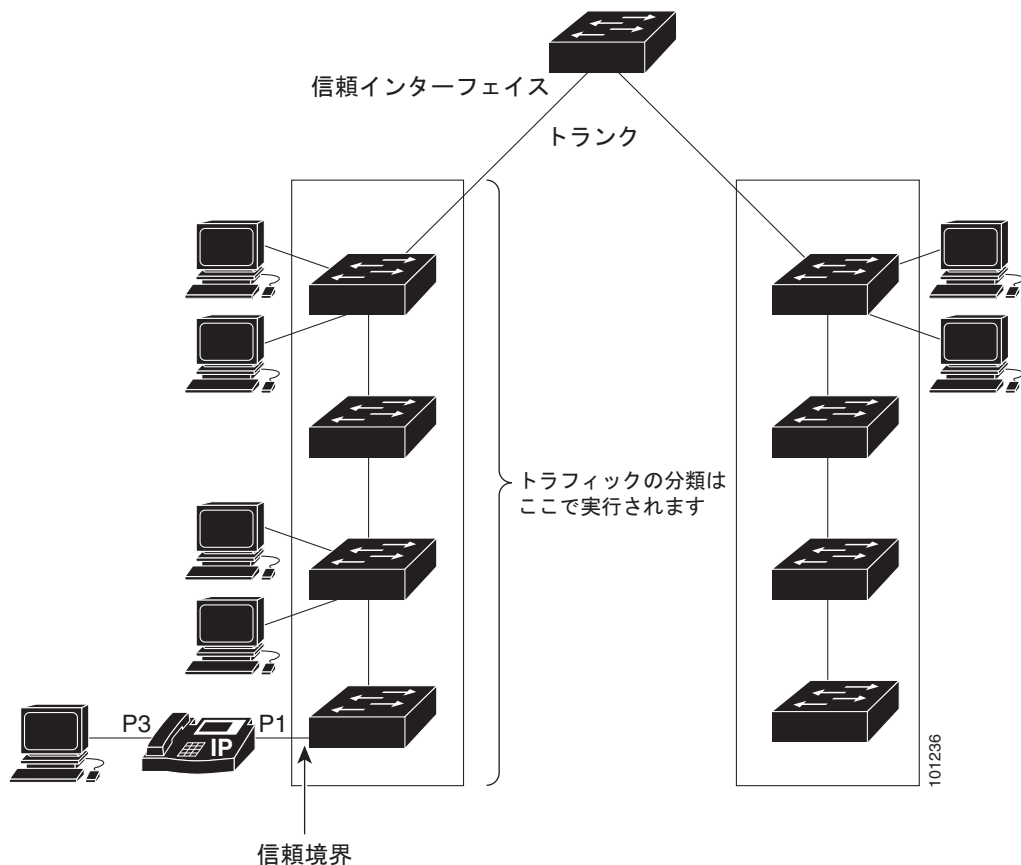 信頼インターフェイス
トランク
トラフィックの分類は
ここで実行されます
P3
IP
P1
信頼境界
101236